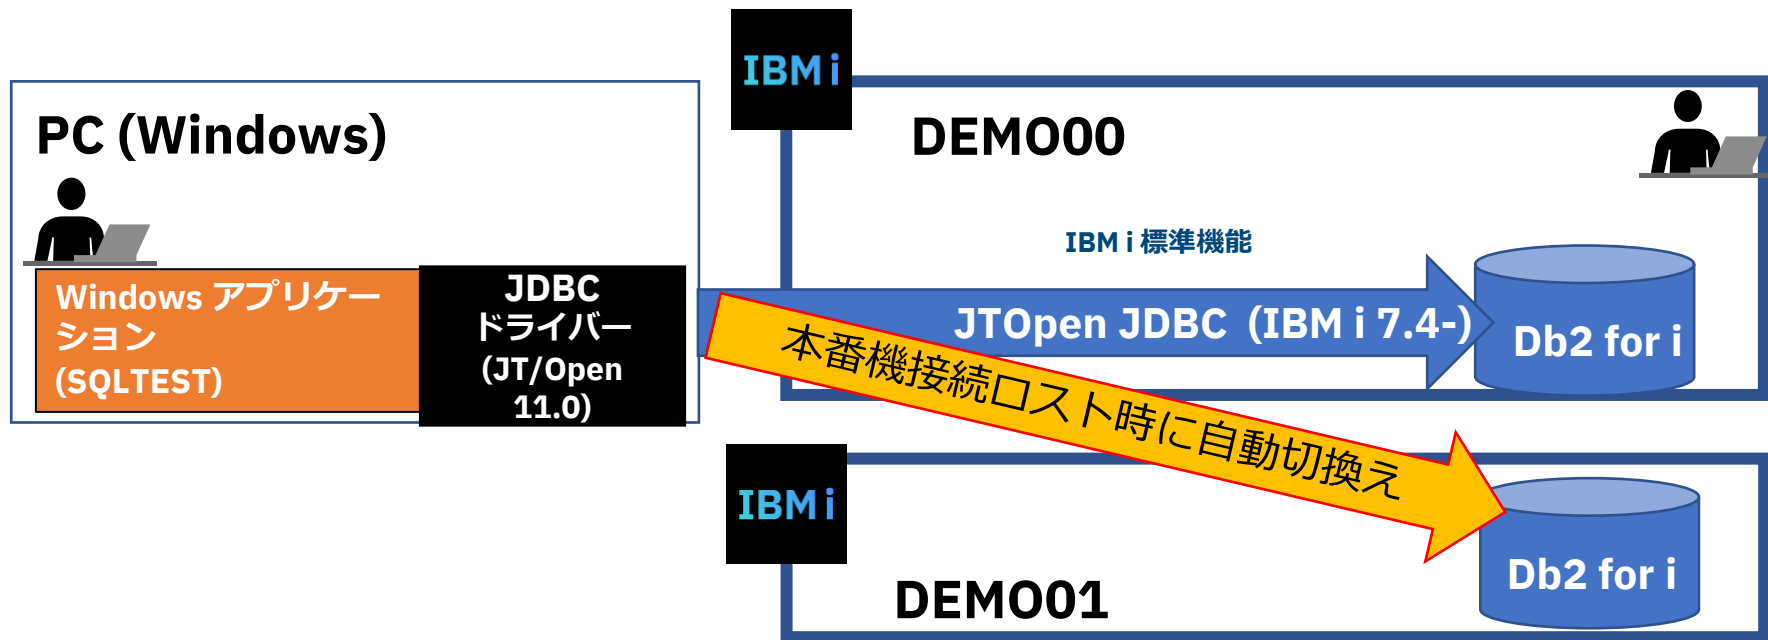 IBM i
PC (Windows)
DEMO00
IBM i 標準機能
Windows アプリケー
ション
(SQLTEST)
JDBC
ドライバー
(JT/Open
11.0)
JTOpen JDBC (IBM i 7.4-)
Db2 for i
本番機接続ロスト時に自動切換え
IBM i
DEMO01
Db2 for i